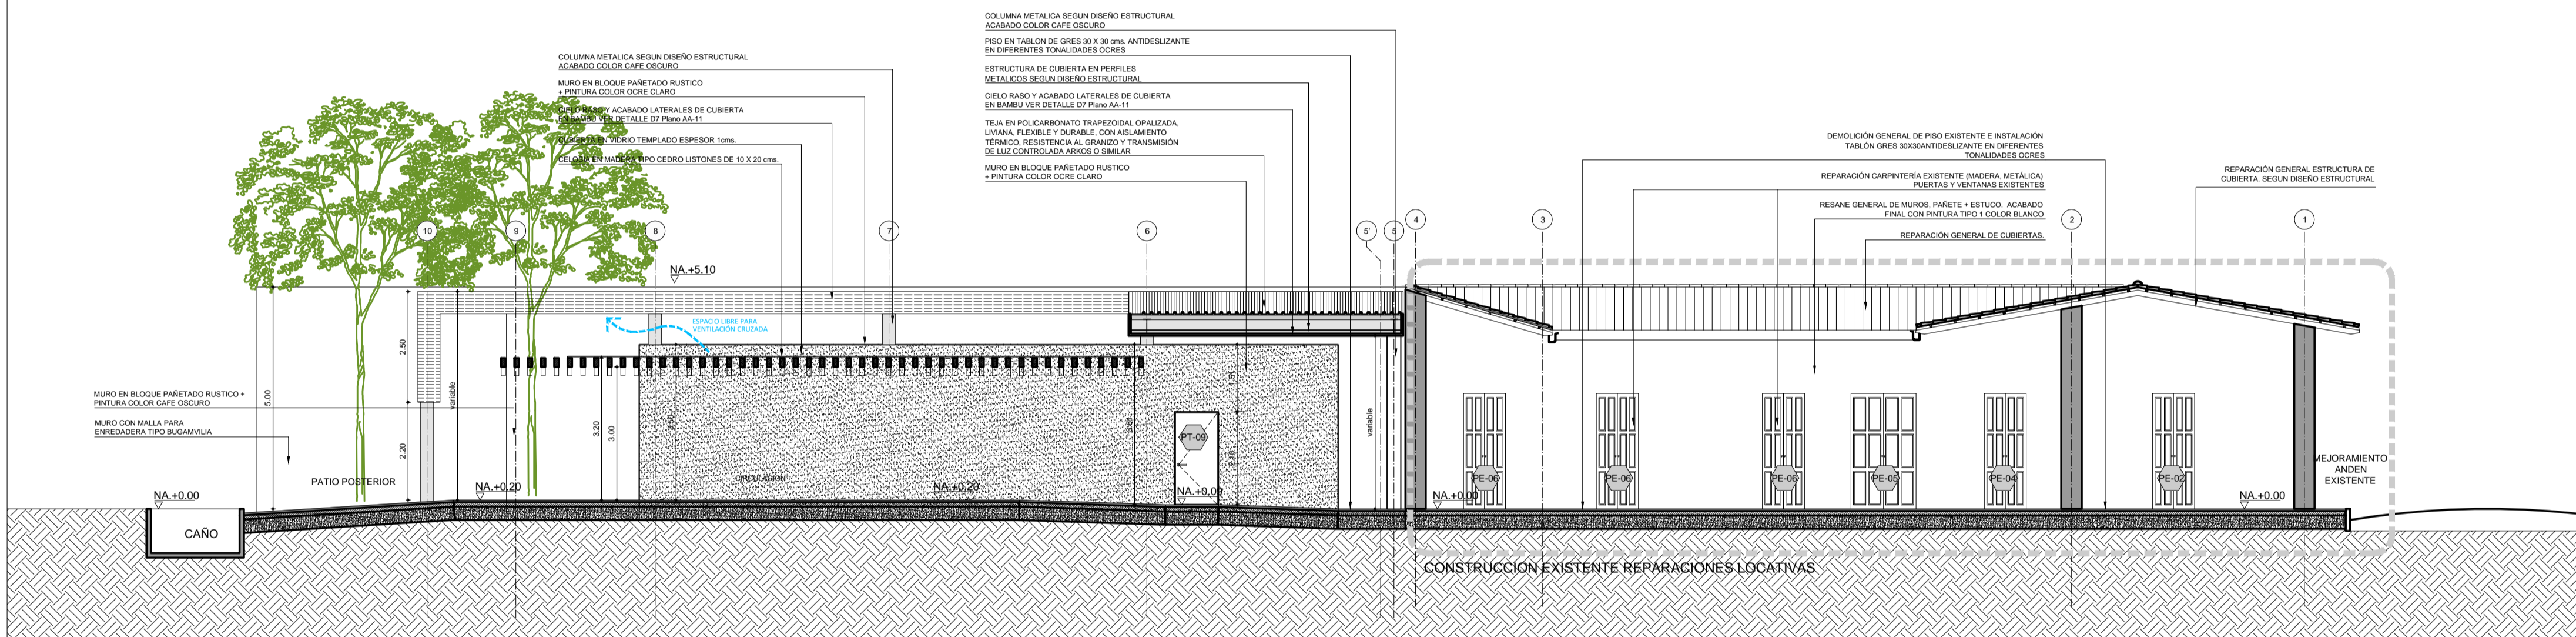 COLUMNA METALICA SEGUN DISEÑO ESTRUCTURAL
ACABADO COLOR CAFE OSCURO
PISO EN TABLON DE GRES 30 X 30 cms. ANTIDESLIZANTE
EN DIFERENTES TONALIDADES OCRES
ESTRUCTURA DE CUBIERTA EN PERFILES
METALICOS SEGUN DISEÑO ESTRUCTURAL
CIELO RASO Y ACABADO LATERALES DE CUBIERTA
EN BAMBU VER DETALLE D7 Plano AA-11
TEJA EN POLICARBONATO TRAPEZOIDAL OPALIZADA,
LIVIANA, FLEXIBLE Y DURABLE, CON AISLAMIENTO
TÉRMICO, RESISTENCIA AL GRANIZO Y TRANSMISIÓN
DE LUZ CONTROLADA ARKOS O SIMILAR
MURO EN BLOQUE PAÑETADO RUSTICO
+ PINTURA COLOR OCRE CLARO
COLUMNA METALICA SEGUN DISEÑO ESTRUCTURAL
ACABADO COLOR CAFE OSCURO
MURO EN BLOQUE PAÑETADO RUSTICO
+ PINTURA COLOR OCRE CLARO
CIELO RASO Y ACABADO LATERALES DE CUBIERTA
EN BAMBU VER DETALLE D7 Plano AA-11
CUBIERTA EN VIDRIO TEMPLADO ESPESOR 1cms.
CELOSIA EN MADERA TIPO CEDRO LISTONES DE 10 X 20 cms.
DEMOLICIÓN GENERAL DE PISO EXISTENTE E INSTALACIÓN
TABLÓN GRES 30X30ANTIDESLIZANTE EN DIFERENTES
TONALIDADES OCRES
REPARACIÓN CARPINTERÍA EXISTENTE (MADERA, METÁLICA)
PUERTAS Y VENTANAS EXISTENTES
RESANE GENERAL DE MUROS, PAÑETE + ESTUCO. ACABADO
FINAL CON PINTURA TIPO 1 COLOR BLANCO
REPARACIÓN GENERAL DE CUBIERTAS.
REPARACIÓN GENERAL ESTRUCTURA DE
CUBIERTA. SEGUN DISEÑO ESTRUCTURAL
10
9
8
7
6
5'
5
4
3
2
1
NA.+5.10
ESPACIO LIBRE PARA
VENTILACIÓN CRUZADA
MURO EN BLOQUE PAÑETADO RUSTICO +
PINTURA COLOR CAFE OSCURO
MURO CON MALLA PARA
ENREDADERA TIPO BUGAMVILIA
5.00
2.50
2.20
variable
3.20
3.00
3.50
1.51
2.10
variable
PATIO POSTERIOR
CIRCULACION
PT-09
NA.+0.00
NA.+0.20
NA.+0.20
NA.+0.09
NA.+0.00
NA.+0.00
PE-06
PE-06
PE-06
PE-05
PE-04
PE-02
MEJORAMIENTO
ANDEN
EXISTENTE
CAÑO
CONSTRUCCION EXISTENTE REPARACIONES LOCATIVAS